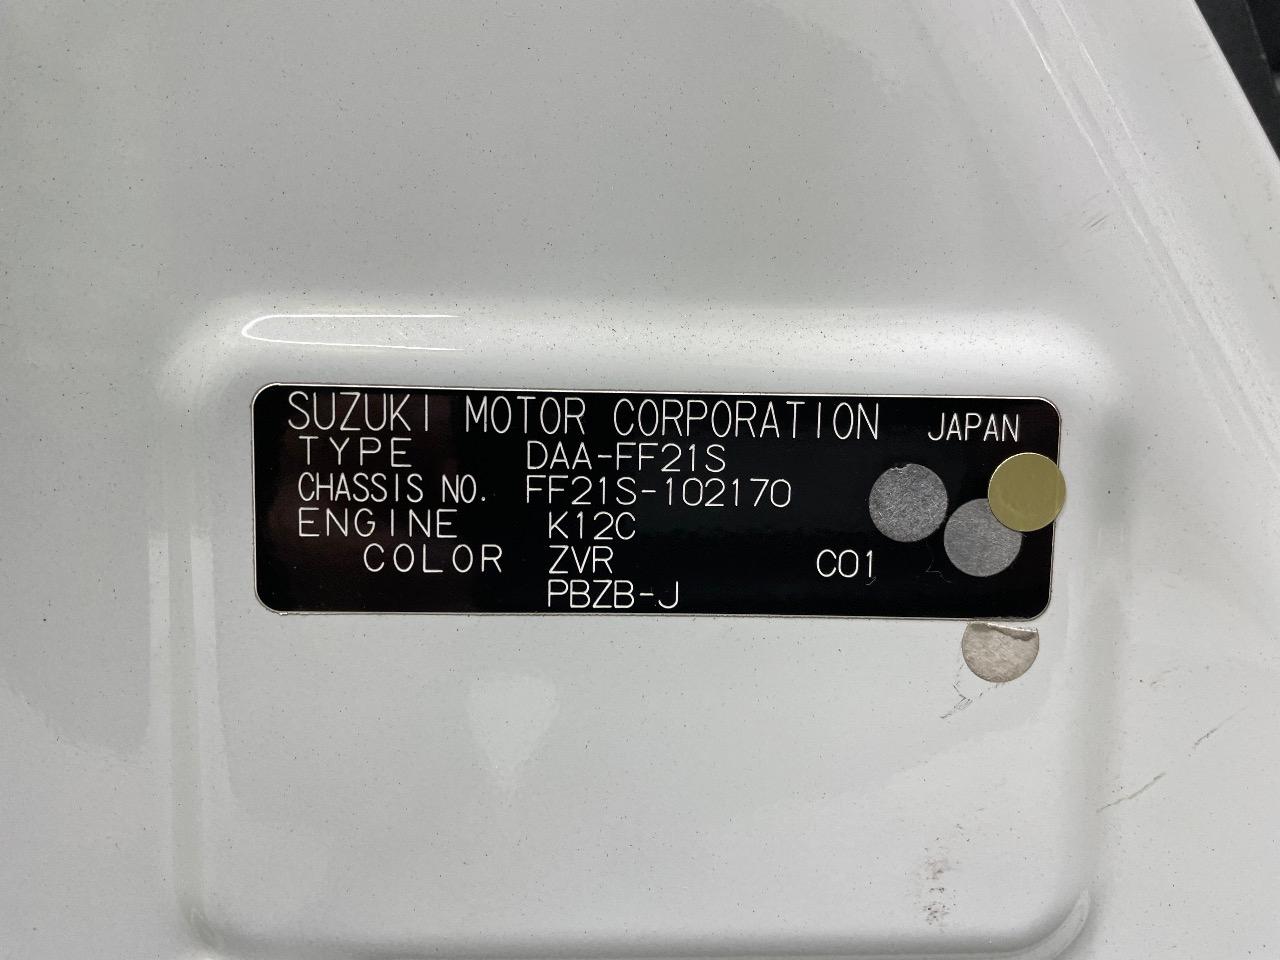 SUZUKI MOTOR CORPORATION JAPAN
TYPE DAA-FF21S
CHASSIS NO. FF21S-102170
ENGINE K12C
COLOR ZVR C01
PBZB-J